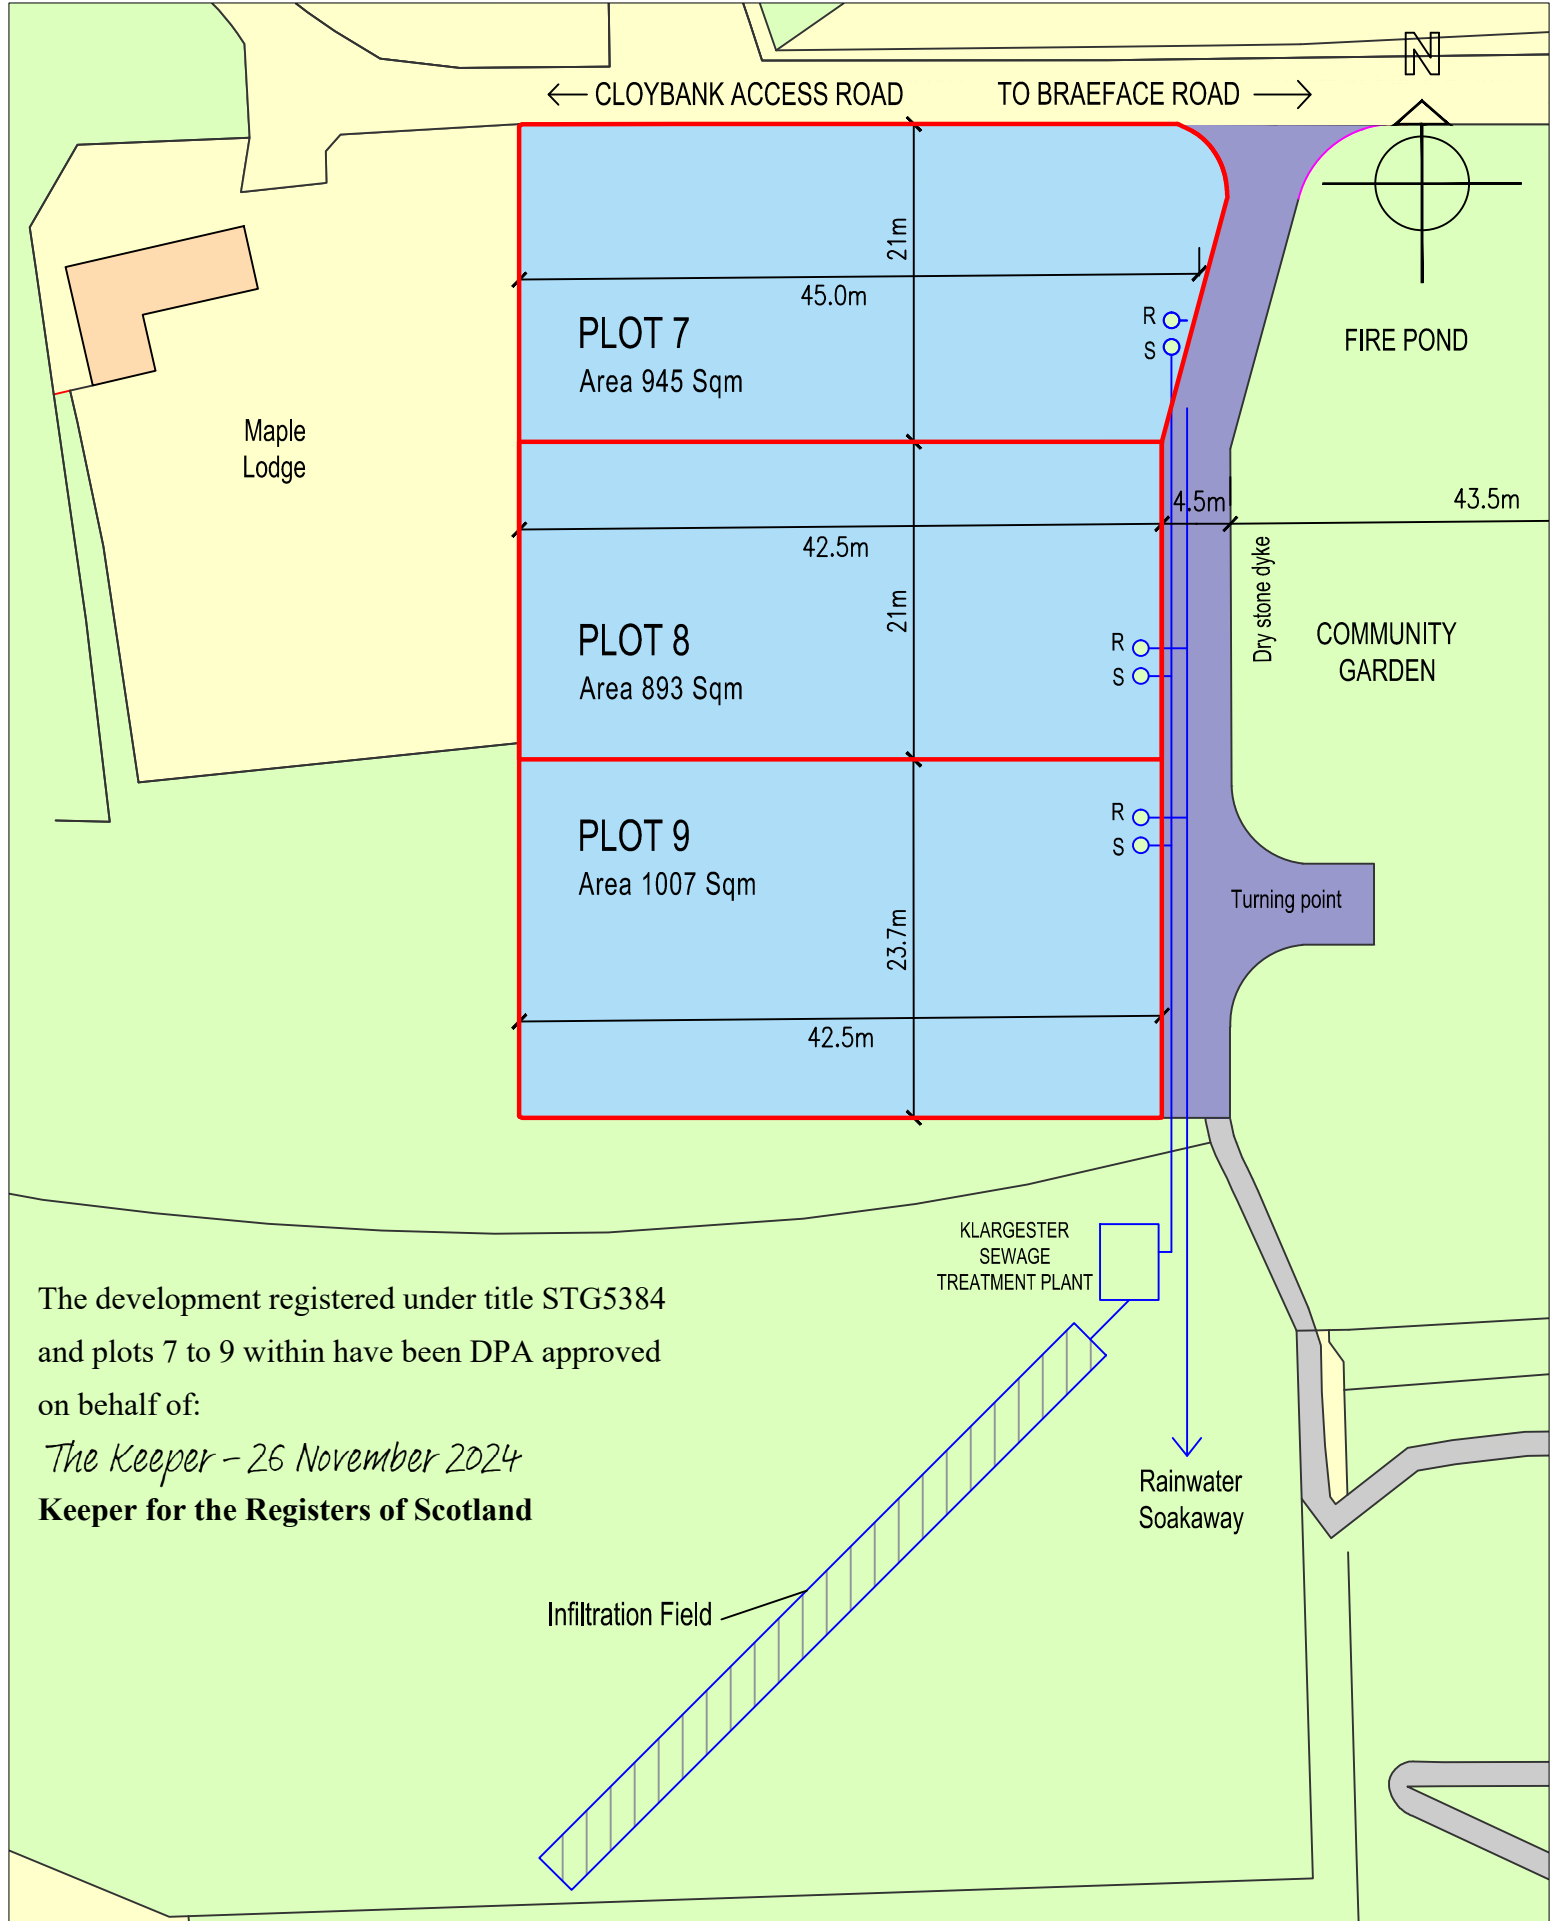 N
← CLOYBANK ACCESS ROAD
TO BRAEFACE ROAD →
21m
45.0m
PLOT 7
Area 945 Sqm
R
S
FIRE POND
Maple
Lodge
4.5m
43.5m
42.5m
21m
Dry stone dyke
PLOT 8
Area 893 Sqm
R
S
COMMUNITY
GARDEN
PLOT 9
Area 1007 Sqm
R
S
Turning point
23.7m
42.5m
KLARGESTER
SEWAGE
TREATMENT PLANT
The development registered under title STG5384
and plots 7 to 9 within have been DPA approved
on behalf of:
The Keeper - 26 November 2024
Keeper for the Registers of Scotland
Rainwater
Soakaway
Infiltration Field